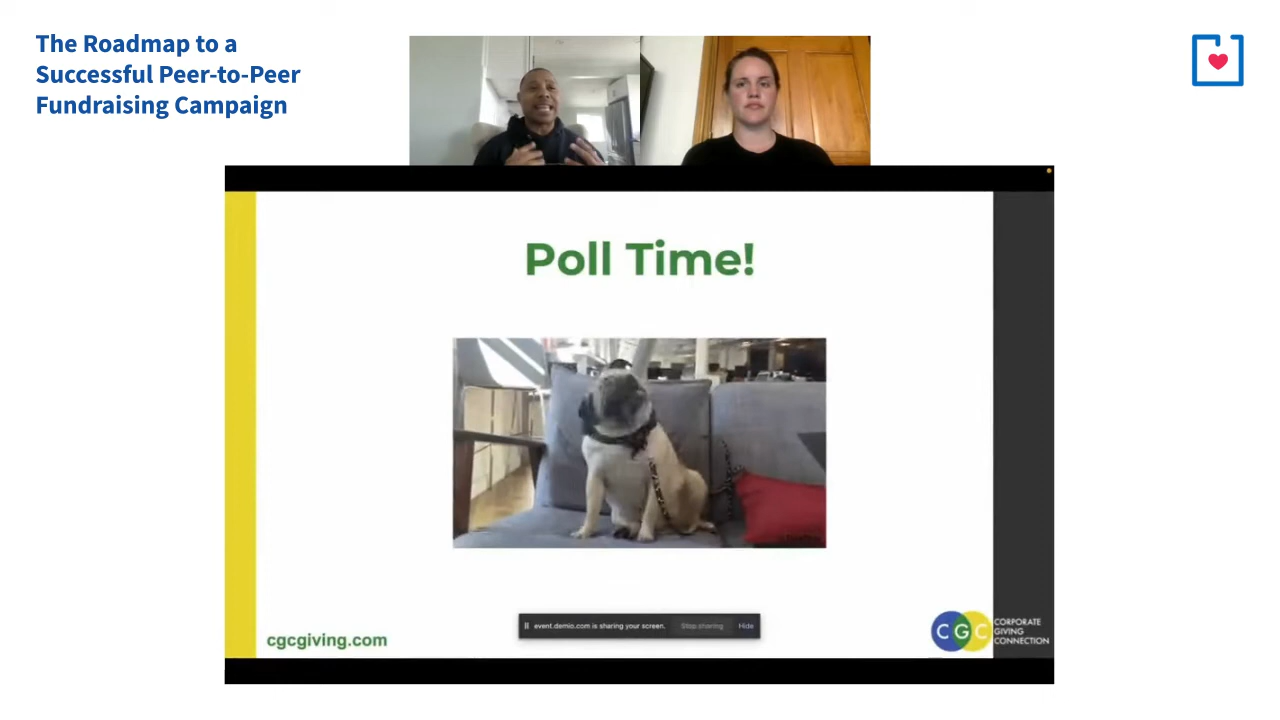 The Roadmap to a
Successful Peer-to-Peer
Fundraising Campaign
Poll Time!
event.demio.com is sharing your screen. Stop sharing Hide
cgcgiving.com
CGC
CORPORATE
GIVING
CONNECTION